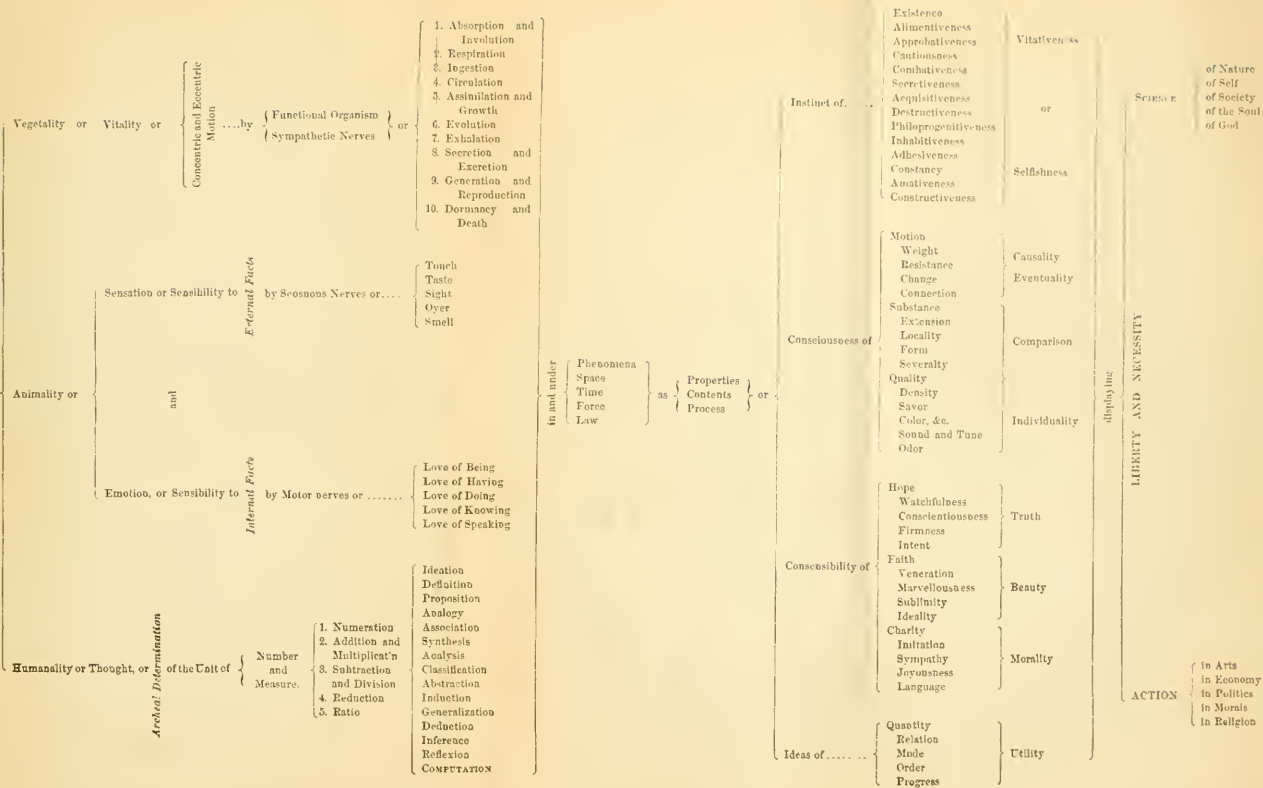 Vegetality or Vitality or
Concentric and Eccentric
Motion
....by
Functional Organism
Sympathetic Nerves
or
1. Absorption and
Involution
2. Respiration
3. Ingestion
4. Circulation
5. Assimilation and
Growth
6. Evolution
7. Exhalation
8. Secretion and
Excretion
9. Generation and
Reproduction
10. Dormancy and
Death
Animality or
Sensation or Sensibility to
External Facts
by Sensuous Nerves or....
Touch
Taste
Sight
Oyer
Smell
and
Emotion, or Sensibility to
Internal Facts
by Motor nerves or .......
Love of Being
Love of Having
Love of Doing
Love of Knowing
Love of Speaking
Humanality or Thought, or
Archeal Determination
of the Unit of
Number
and
Measure.
1. Numeration
2. Addition and
Multiplicat'n
3. Subtraction
and Division
4. Reduction
5. Ratio
Ideation
Definition
Proposition
Analogy
Association
Synthesis
Analysis
Classification
Abstraction
Induction
Generalization
Deduction
Inference
Reflexion
COMPUTATION
in and under
Phenomena
Space
Time
Force
Law
as
Properties
Contents
Process
or
Instinct of. ..
Existence
Alimentiveness
Approbativeness
Cautiousness
Combativeness
Secretiveness
Acquisitiveness
Destructiveness
Philoprogenitiveness
Inhabitiveness
Adhesiveness
Constancy
Amativeness
Constructiveness
Vitativeness
or
Selfishness
Consciousness of
Motion
Weight
Resistance
Change
Connection
Causality
Eventuality
Substance
Extension
Locality
Form
Severalty
Comparison
Quality
Density
Savor
Color, &c.
Sound and Tune
Odor
Individuality
Consensibility of
Hope
Watchfulness
Conscientiousness
Firmness
Intent
Truth
Faith
Veneration
Marvellousness
Sublimity
Ideality
Beauty
Charity
Imitation
Sympathy
Joyousness
Language
Morality
Ideas of..... ..
Quantity
Relation
Mode
Order
Progress
Utility
displaying
LIBERTY AND NECESSITY
SCIENCE
of Nature
of Self
of Society
of the Soul
of God
ACTION
in Arts
in Economy
in Politics
in Morals
in Religion